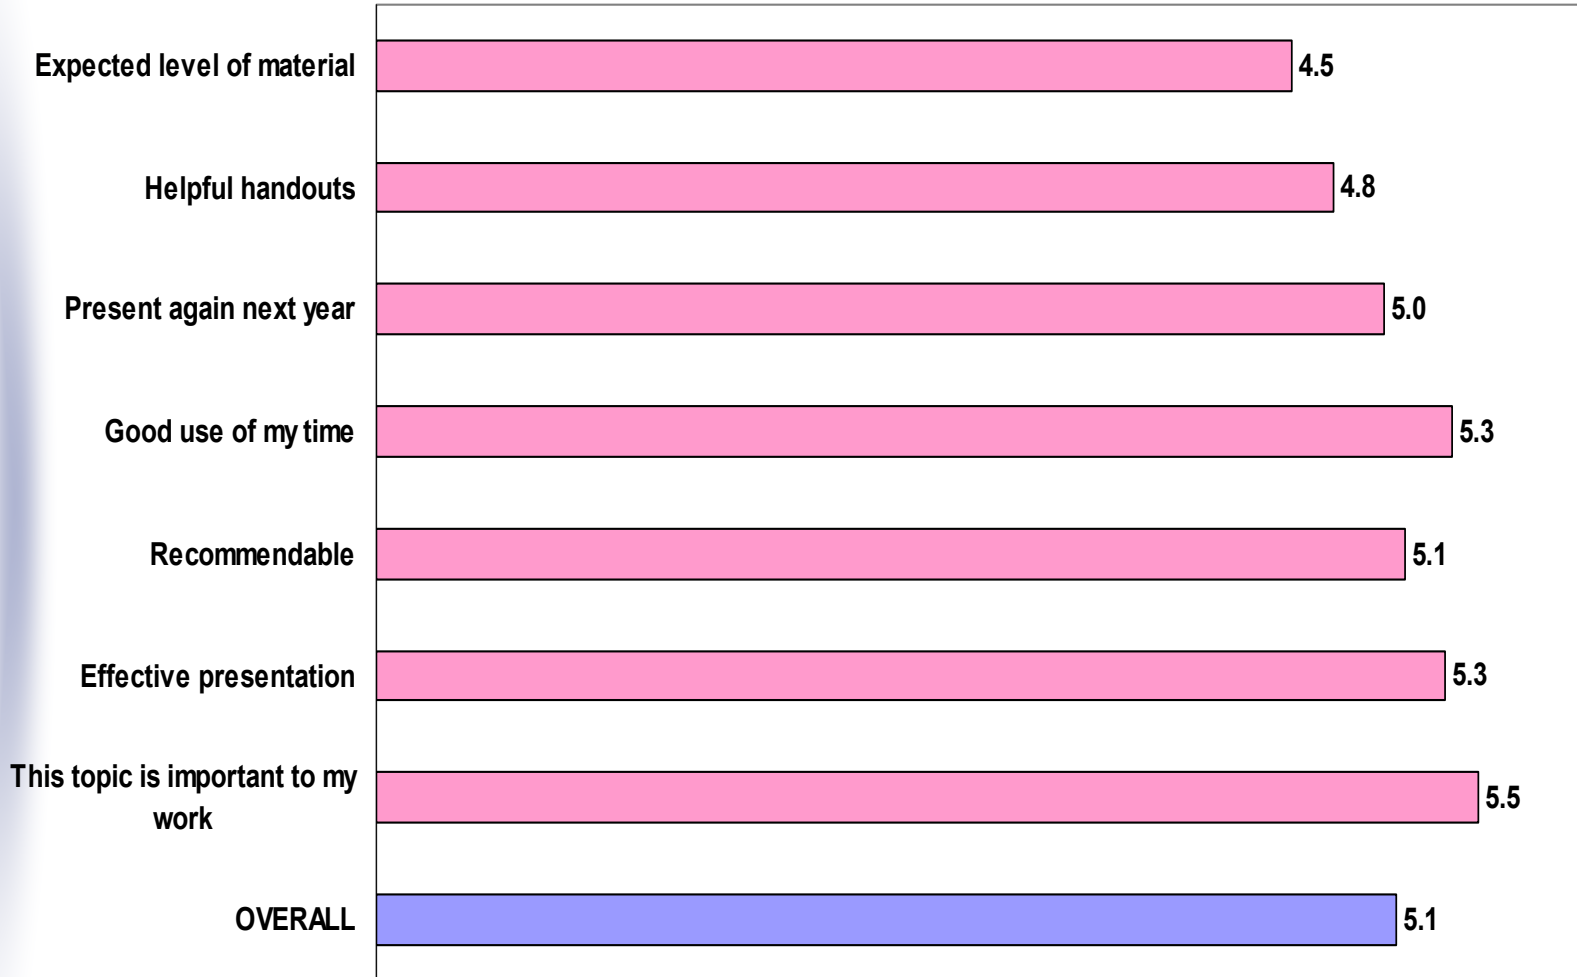 Expected level of material 4.5
Helpful handouts 4.8
Present again next year 5.0
Good use of my time 5.3
Recommendable 5.1
Effective presentation 5.3
This topic is important to my
work 5.5
OVERALL 5.1